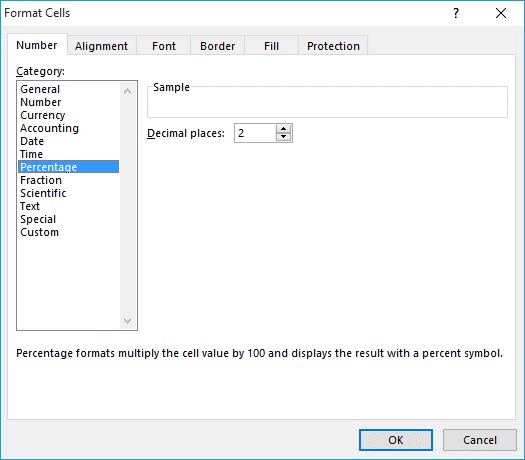 Format Cells
?
Number Alignment Font Border Fill Protection
Category:
General
Number
Currency
Accounting
Date
Time
Percentage
Fraction
Scientific
Text
Special
Custom
Sample
Decimal places: 2
Percentage formats multiply the cell value by 100 and displays the result with a percent symbol.
OK Cancel